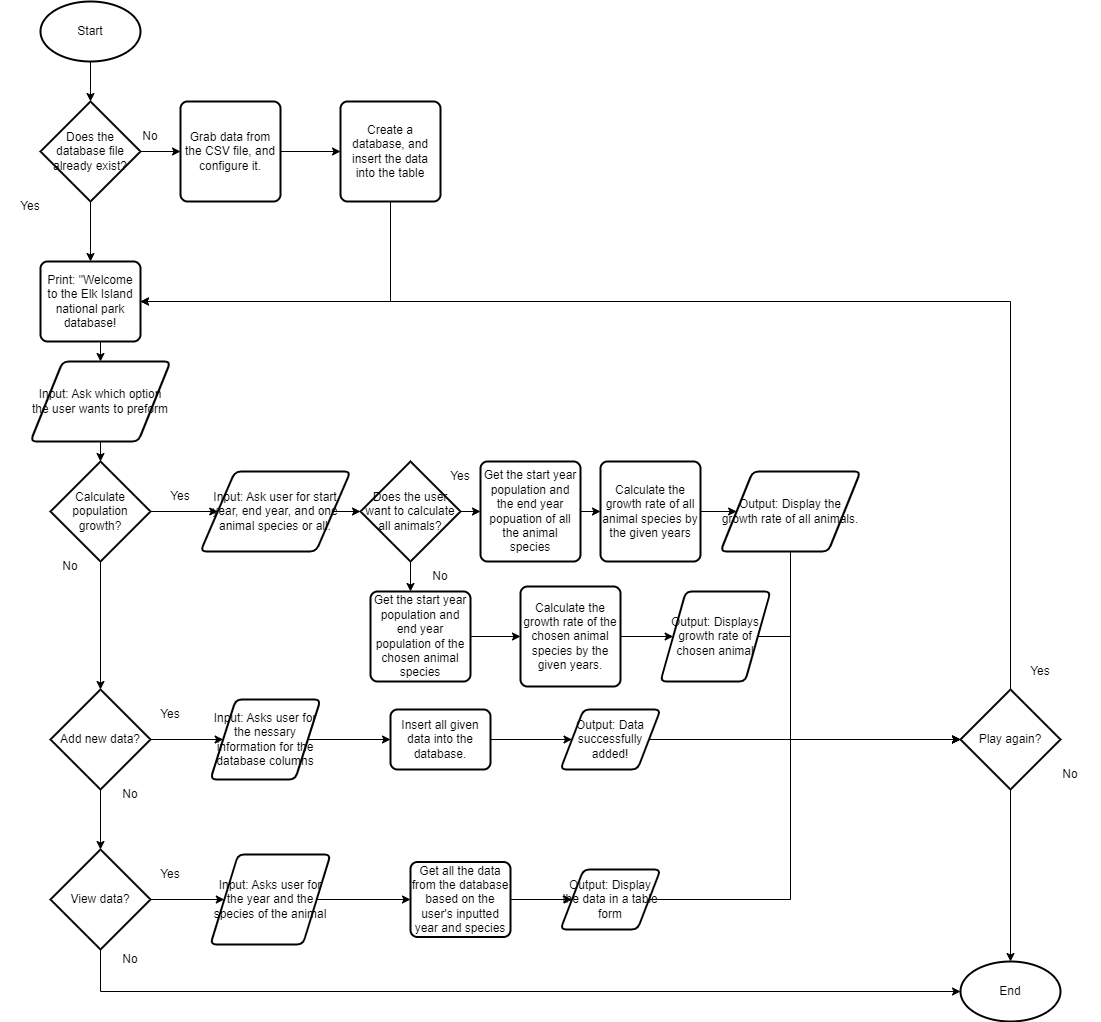 Start
Does the
database file
already exist?
No
Yes
Grab data from
the CSV file, and
configure it.
Create a
database, and
insert the data
into the table
Print: "Welcome
to the Elk Island
national park
database!
Input: Ask which option
the user wants to preform
Calculate
population
growth?
Yes
No
Input: Ask user for start
year, end year, and one
animal species or all.
Does the user
want to calculate
all animals?
Yes
No
Get the start year
population and
the end year
popuation of all
the animal
species
Calculate the
growth rate of all
animal species by
the given years
Output: Display the
growth rate of all animals.
Get the start year
population and
end year
population of the
chosen animal
species
Calculate the
growth rate of the
chosen animal
species by the
given years.
Output: Displays
growth rate of
chosen animal
Add new data?
Yes
No
Input: Asks user for
the nessary
information for the
database columns
Insert all given
data into the
database.
Output: Data
successfully
added!
Play again?
Yes
No
View data?
Yes
No
Input: Asks user for
the year and the
species of the animal
Get all the data
from the database
based on the
user's inputted
year and species
Output: Display
the data in a table
form
End